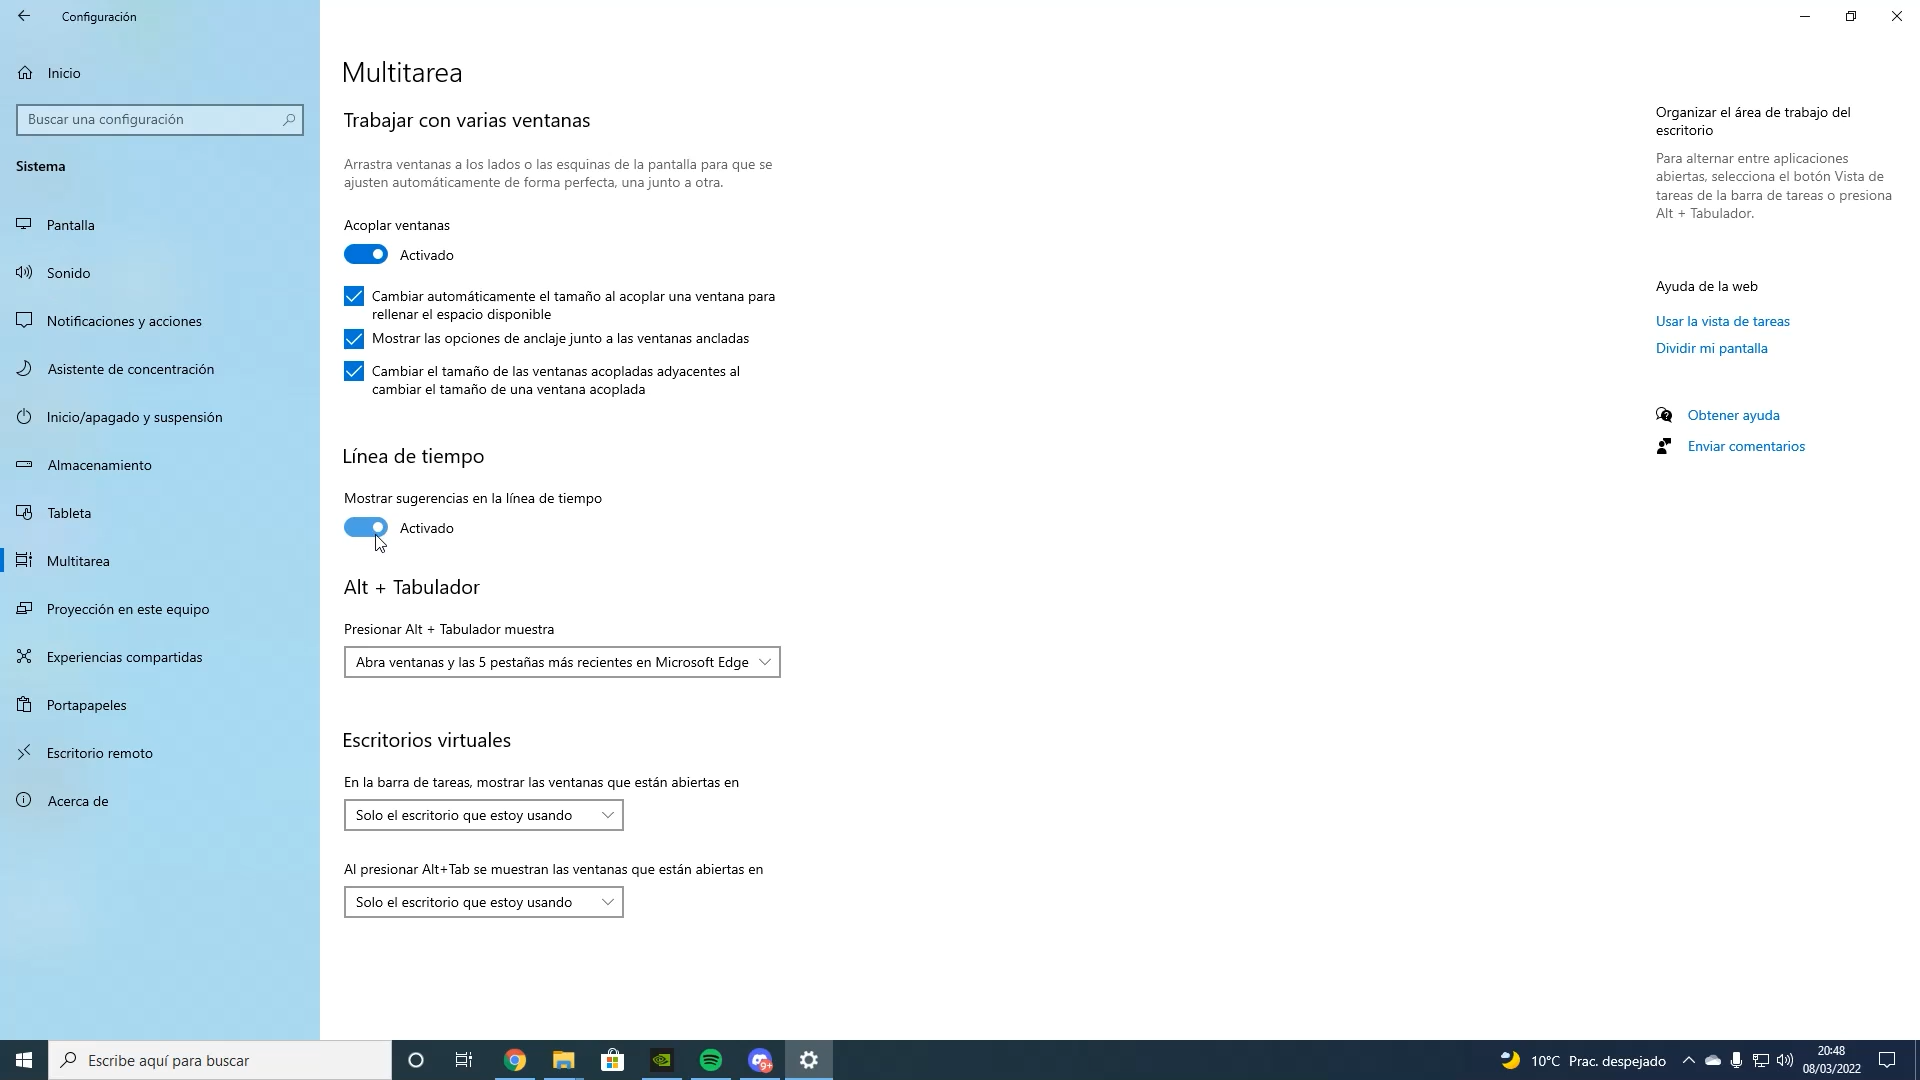 Configuración
Inicio
Buscar una configuración
Sistema
Pantalla
Sonido
Notificaciones y acciones
Asistente de concentración
Inicio/apagado y suspensión
Almacenamiento
Tableta
Multitarea
Proyección en este equipo
Experiencias compartidas
Portapapeles
Escritorio remoto
Acerca de
Multitarea
Trabajar con varias ventanas
Arrastra ventanas a los lados o las esquinas de la pantalla para que se
ajusten automáticamente de forma perfecta, una junto a otra.
Acoplar ventanas
Activado
Cambiar automáticamente el tamaño al acoplar una ventana para
rellenar el espacio disponible
Mostrar las opciones de anclaje junto a las ventanas ancladas
Cambiar el tamaño de las ventanas acopladas adyacentes al
cambiar el tamaño de una ventana acoplada
Línea de tiempo
Mostrar sugerencias en la línea de tiempo
Activado
Alt + Tabulador
Presionar Alt + Tabulador muestra
Abra ventanas y las 5 pestañas más recientes en Microsoft Edge
Escritorios virtuales
En la barra de tareas, mostrar las ventanas que están abiertas en
Solo el escritorio que estoy usando
Al presionar Alt+Tab se muestran las ventanas que están abiertas en
Solo el escritorio que estoy usando
Organizar el área de trabajo del
escritorio
Para alternar entre aplicaciones
abiertas, selecciona el botón Vista de
tareas de la barra de tareas o presiona
Alt + Tabulador.
Ayuda de la web
Usar la vista de tareas
Dividir mi pantalla
Obtener ayuda
Enviar comentarios
Escribe aquí para buscar
9+
10°C Prac. despejado
20:48
08/03/2022